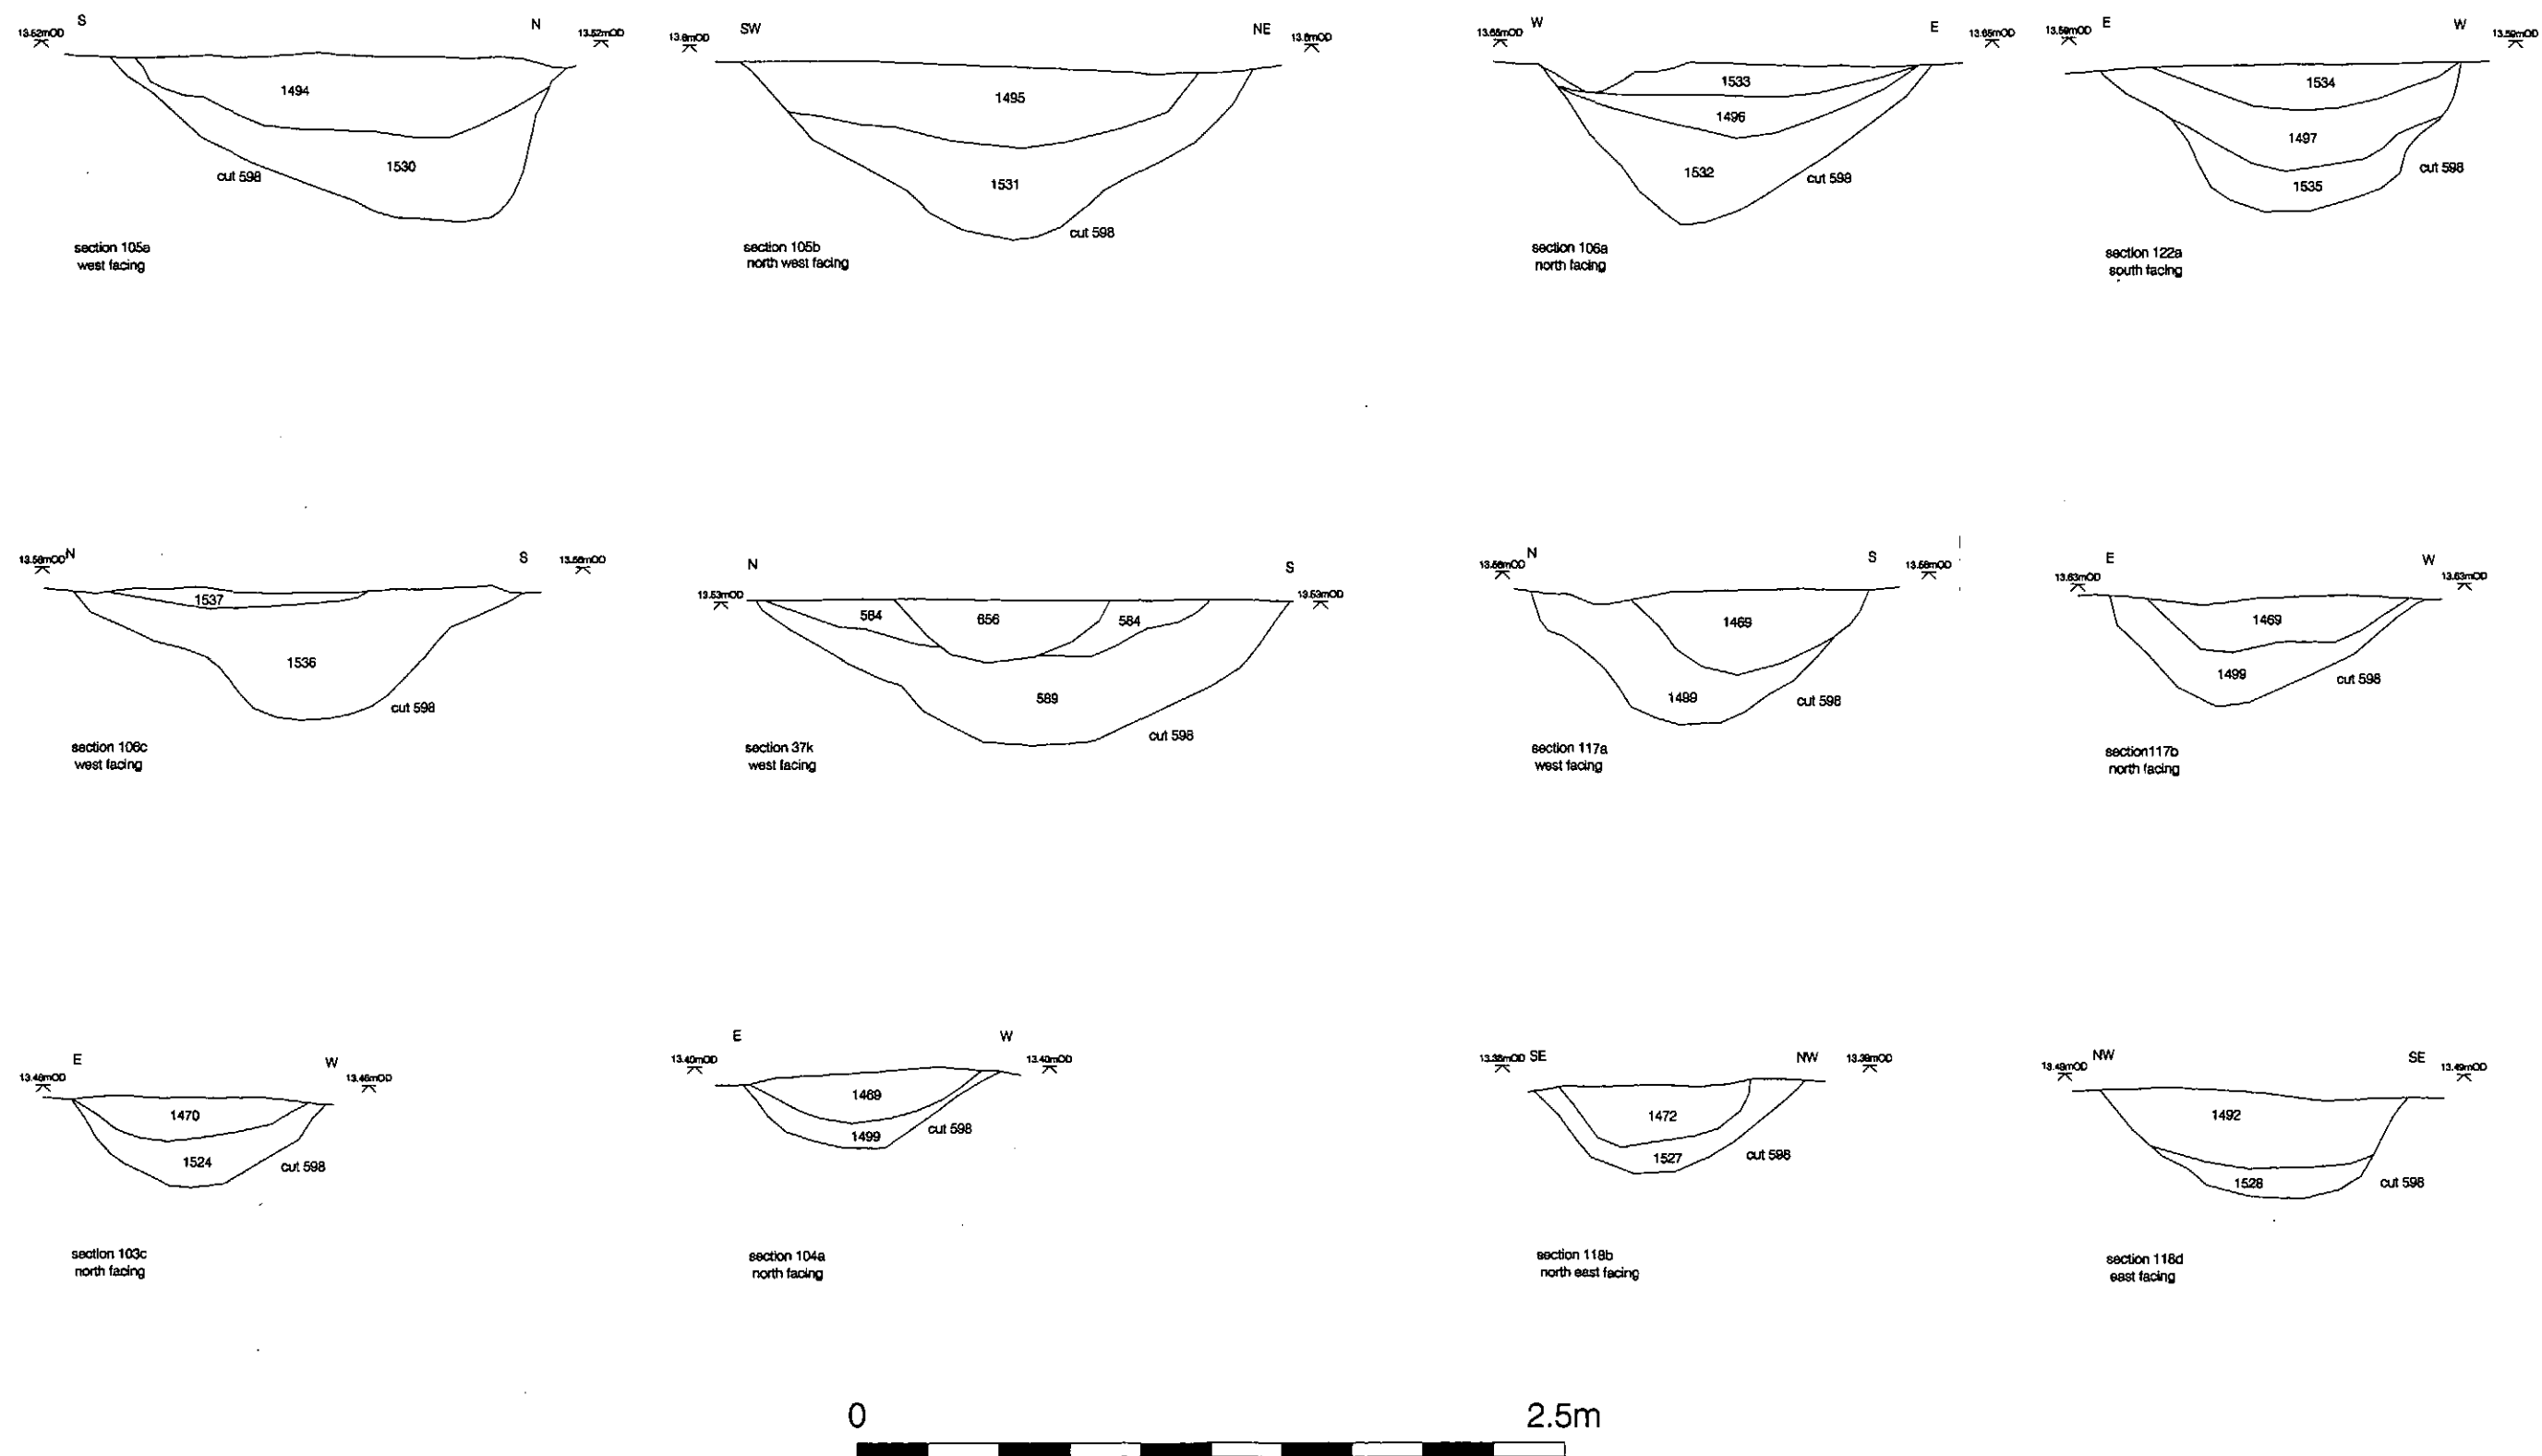 S N
13.52mOD 13.52mOD
1494
1530
cut 598
section 105a
west facing
SW NE
13.6mOD 13.6mOD
1495
1531
cut 598
section 105b
north west facing
W E
13.65mOD 13.65mOD
1533
1496
1532
cut 598
section 106a
north facing
E W
13.59mOD 13.59mOD
1534
1497
1535
cut 598
section 122a
south facing
N S
13.56mOD 13.56mOD
1537
1536
cut 598
section 106c
west facing
N S
13.53mOD 13.53mOD
584 656 584
589
cut 598
section 37k
west facing
N S
13.56mOD 13.56mOD
1469
1499
cut 598
section 117a
west facing
E W
13.63mOD 13.63mOD
1469
1499
cut 598
section117b
north facing
E W
13.46mOD 13.46mOD
1470
1524
cut 598
section 103c
north facing
E W
13.40mOD 13.40mOD
1469
1499
cut 598
section 104a
north facing
SE NW
13.38mOD 13.38mOD
1472
1527
cut 598
section 118b
north east facing
NW SE
13.49mOD 13.49mOD
1492
1528
cut 598
section 118d
east facing
0 2.5m